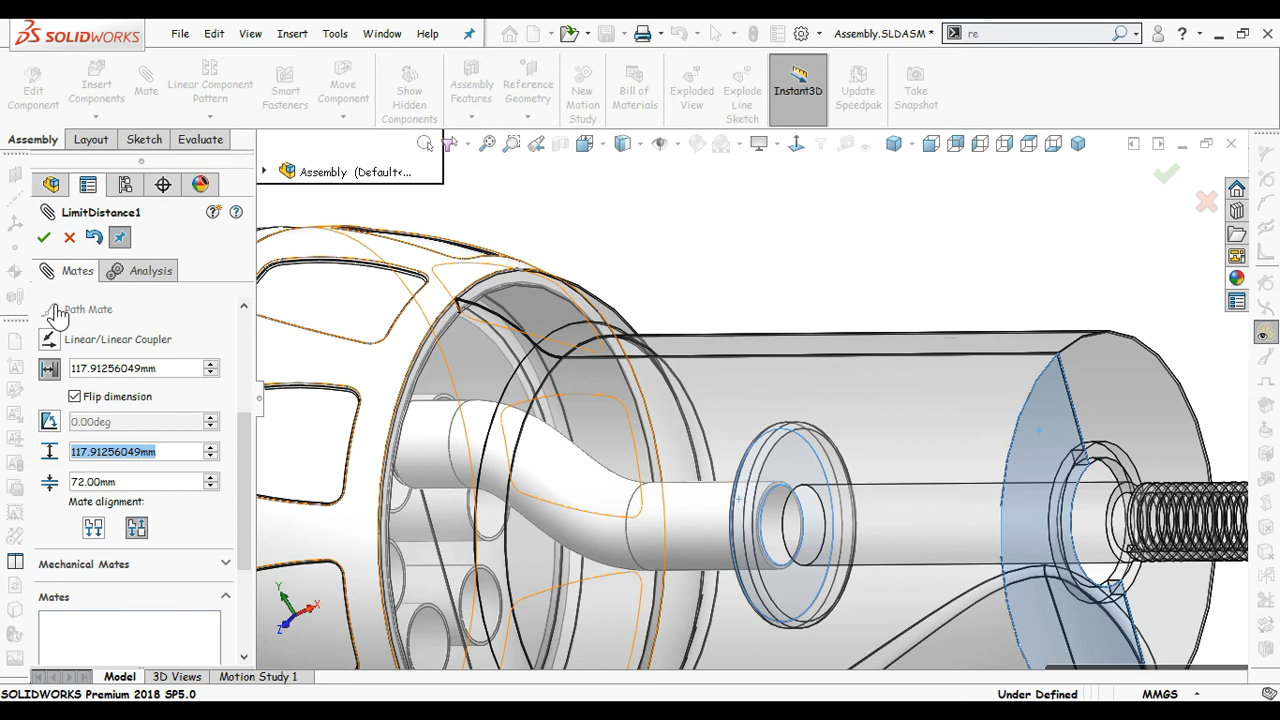 SOLIDWORKS
File Edit View Insert Tools Window Help
Assembly.SLDASM *
re
Edit Component
Insert Components
Mate
Linear Component Pattern
Smart Fasteners
Move Component
Show Hidden Components
Assembly Features
Reference Geometry
New Motion Study
Bill of Materials
Exploded View
Explode Line Sketch
Instant3D
Update Speedpak
Take Snapshot
Assembly Layout Sketch Evaluate
Assembly (Default<...
LimitDistance1
Mates Analysis
Path Mate
Linear/Linear Coupler
117.91256049mm
Flip dimension
0.00deg
117.91256049mm
72.00mm
Mate alignment:
Mechanical Mates
Mates
Y
X
Z
Model 3D Views Motion Study 1
SOLIDWORKS Premium 2018 SP5.0
Under Defined
MMGS